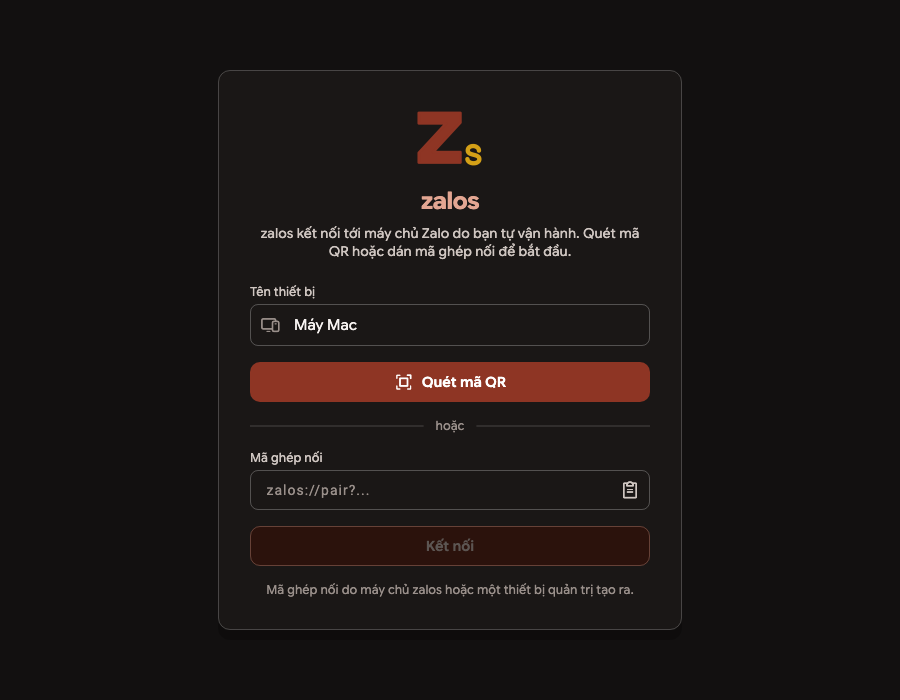 Zs
zalos
zalos kết nối tới máy chủ Zalo do bạn tự vận hành. Quét mã
QR hoặc dán mã ghép nối để bắt đầu.
Tên thiết bị
Máy Mac
Quét mã QR
hoặc
Mã ghép nối
zalos://pair?...
Kết nối
Mã ghép nối do máy chủ zalos hoặc một thiết bị quản trị tạo ra.